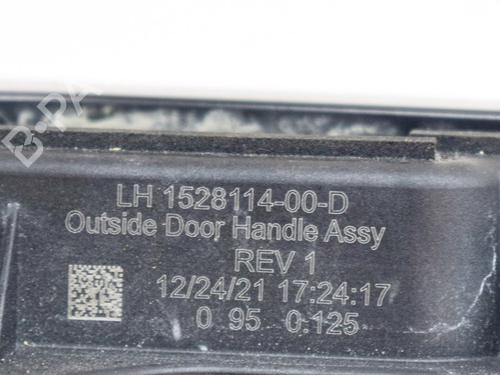 B-PA
LH 1528114-00-D
Outside Door Handle Assy
REV 1
12/24/21 17:24:17
0 95 0.125